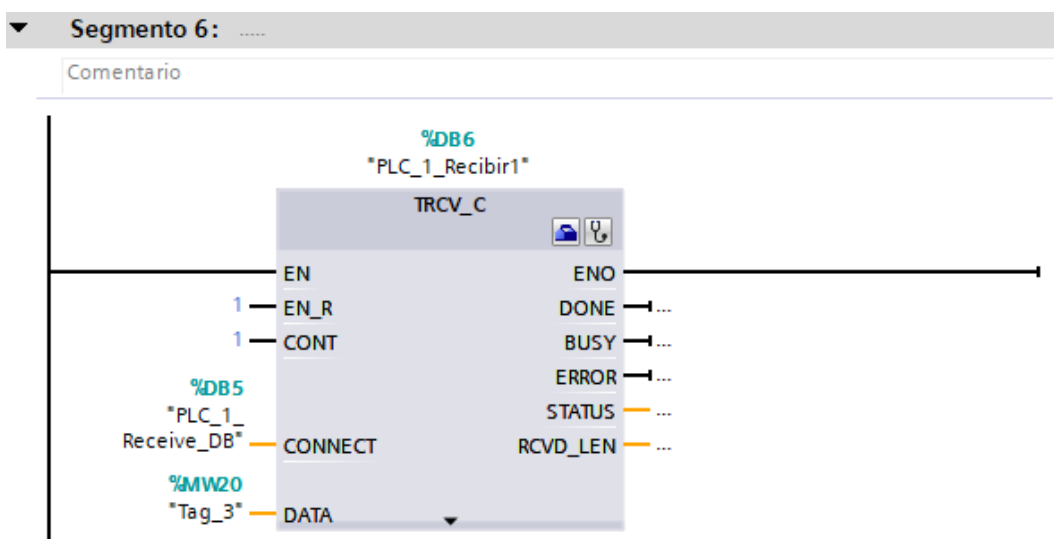 Segmento 6: .....
Comentario
%DB6
"PLC_1_Recibir1"
TRCV_C
EN ENO
1 EN_R DONE ...
1 CONT BUSY ...
ERROR ...
%DB5
"PLC_1_
STATUS ...
Receive_DB" CONNECT RCVD_LEN ...
%MW20
"Tag_3" DATA